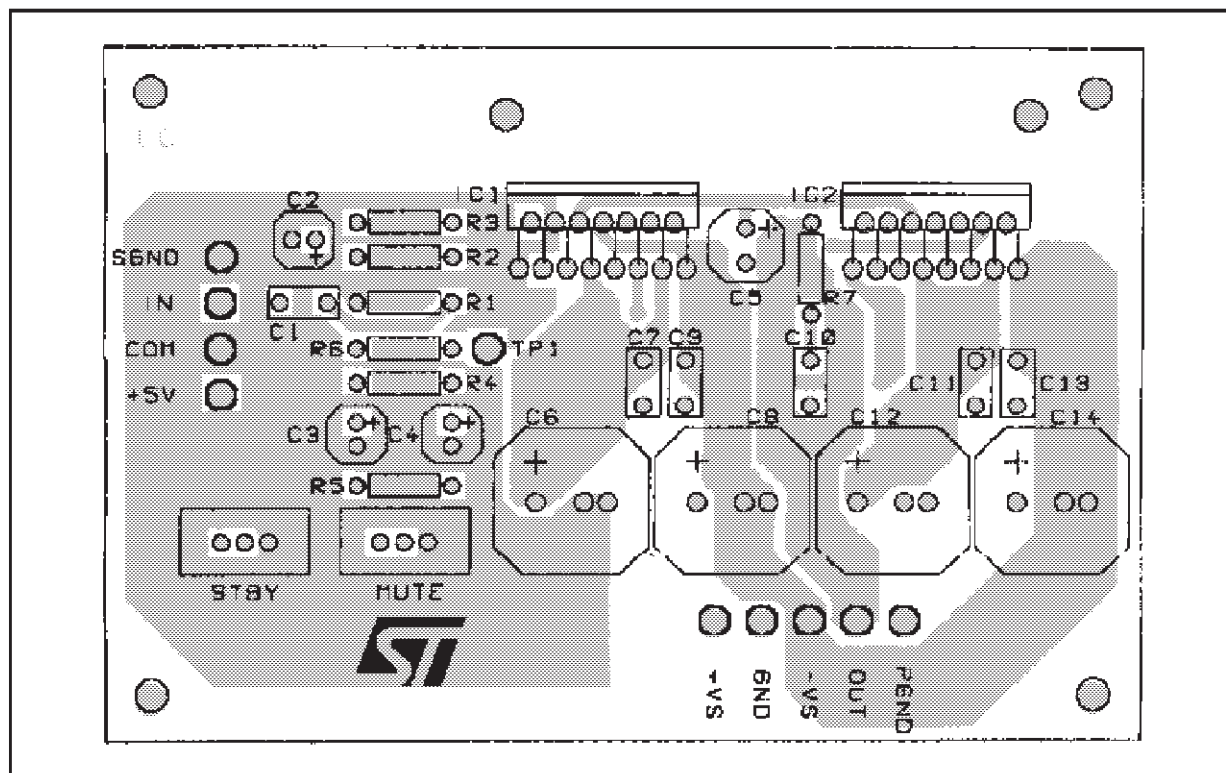 C2
IC1
IC2
R3
SGND
R2
C5
R7
IN
R1
C1
C7
C9
C10
COM
R6
TP1
+5V
R4
C11
C13
C3
C4
C6
C8
C12
C14
R5
STBY
MUTE
ST
+VS
GND
-VS
OUT
PGND